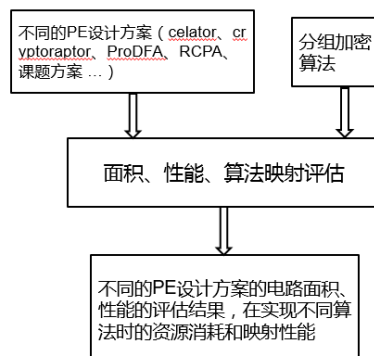 不同的PE设计方案（celator、cr
yptoraptor、ProDFA、RCPA、
课题方案 ...）
分组加密
算法
面积、性能、算法映射评估
不同的PE设计方案的电路面积、
性能的评估结果，在实现不同算
法时的资源消耗和映射性能